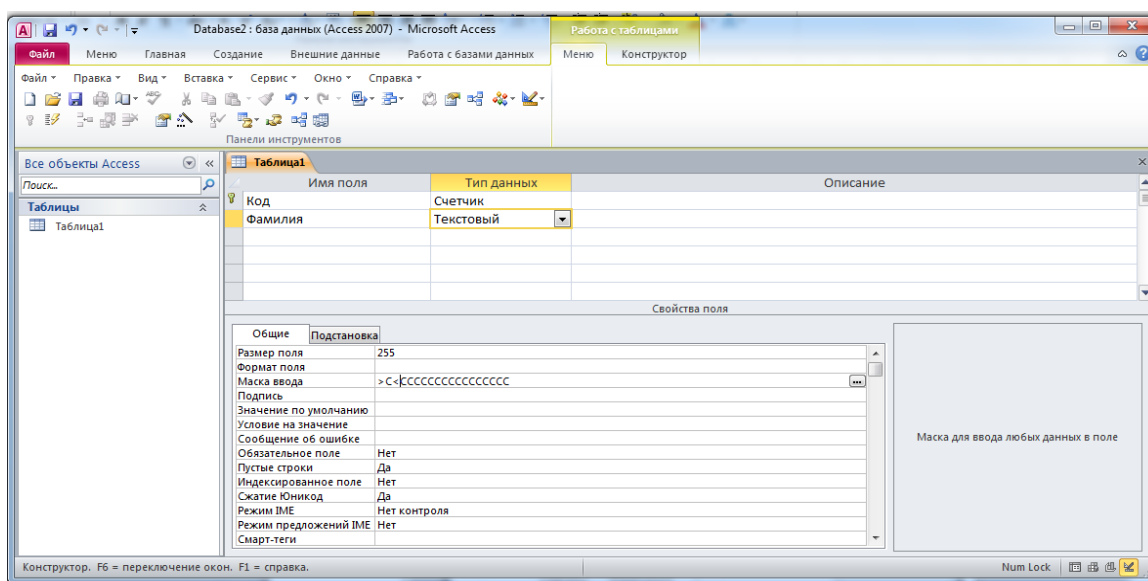 Database2 : база данных (Access 2007) - Microsoft Access
Работа с таблицами
Файл Меню Главная Создание Внешние данные Работа с базами данных Меню Конструктор
Файл Правка Вид Вставка Сервис Окно Справка
Панели инструментов
Все объекты Access
Таблица1
Поиск...
Имя поля Тип данных Описание
Таблицы
Код Счетчик
Таблица1
Фамилия Текстовый
Свойства поля
Общие Подстановка
Размер поля 255
Формат поля
Маска ввода >C<CCCCCCCCCCCCCCCC
Подпись
Значение по умолчанию
Условие на значение
Сообщение об ошибке
Маска для ввода любых данных в поле
Обязательное поле Нет
Пустые строки Да
Индексированное поле Нет
Сжатие Юникод Да
Режим IME Нет контроля
Режим предложений IME Нет
Смарт-теги
Конструктор. F6 = переключение окон. F1 = справка. Num Lock